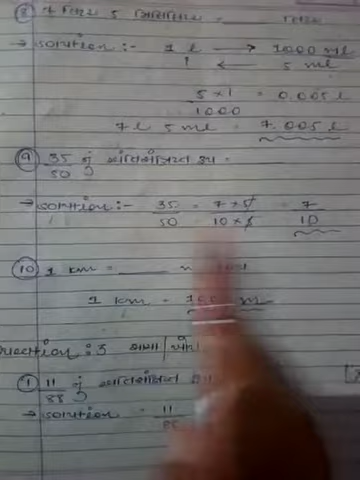 ⑧ 7 લિટર 5 મિલિલિટર = ____ લિટર
→ solution :- 1 l → 1000 ml
? ← 5 ml
5 × 1 / 1000 = 0.005 l
7 l 5 ml = 7.005 l
⑨ 35/50 નું અતિસંક્ષિપ્ત રૂપ =
→ solution :- 35/50 = 7 × 5 / 10 × 5 = 7/10
⑩ 1 km = ____
1 km = m
Question : 3
① 11/88 નું અતિસંક્ષિપ્ત
→ solution = 11/88